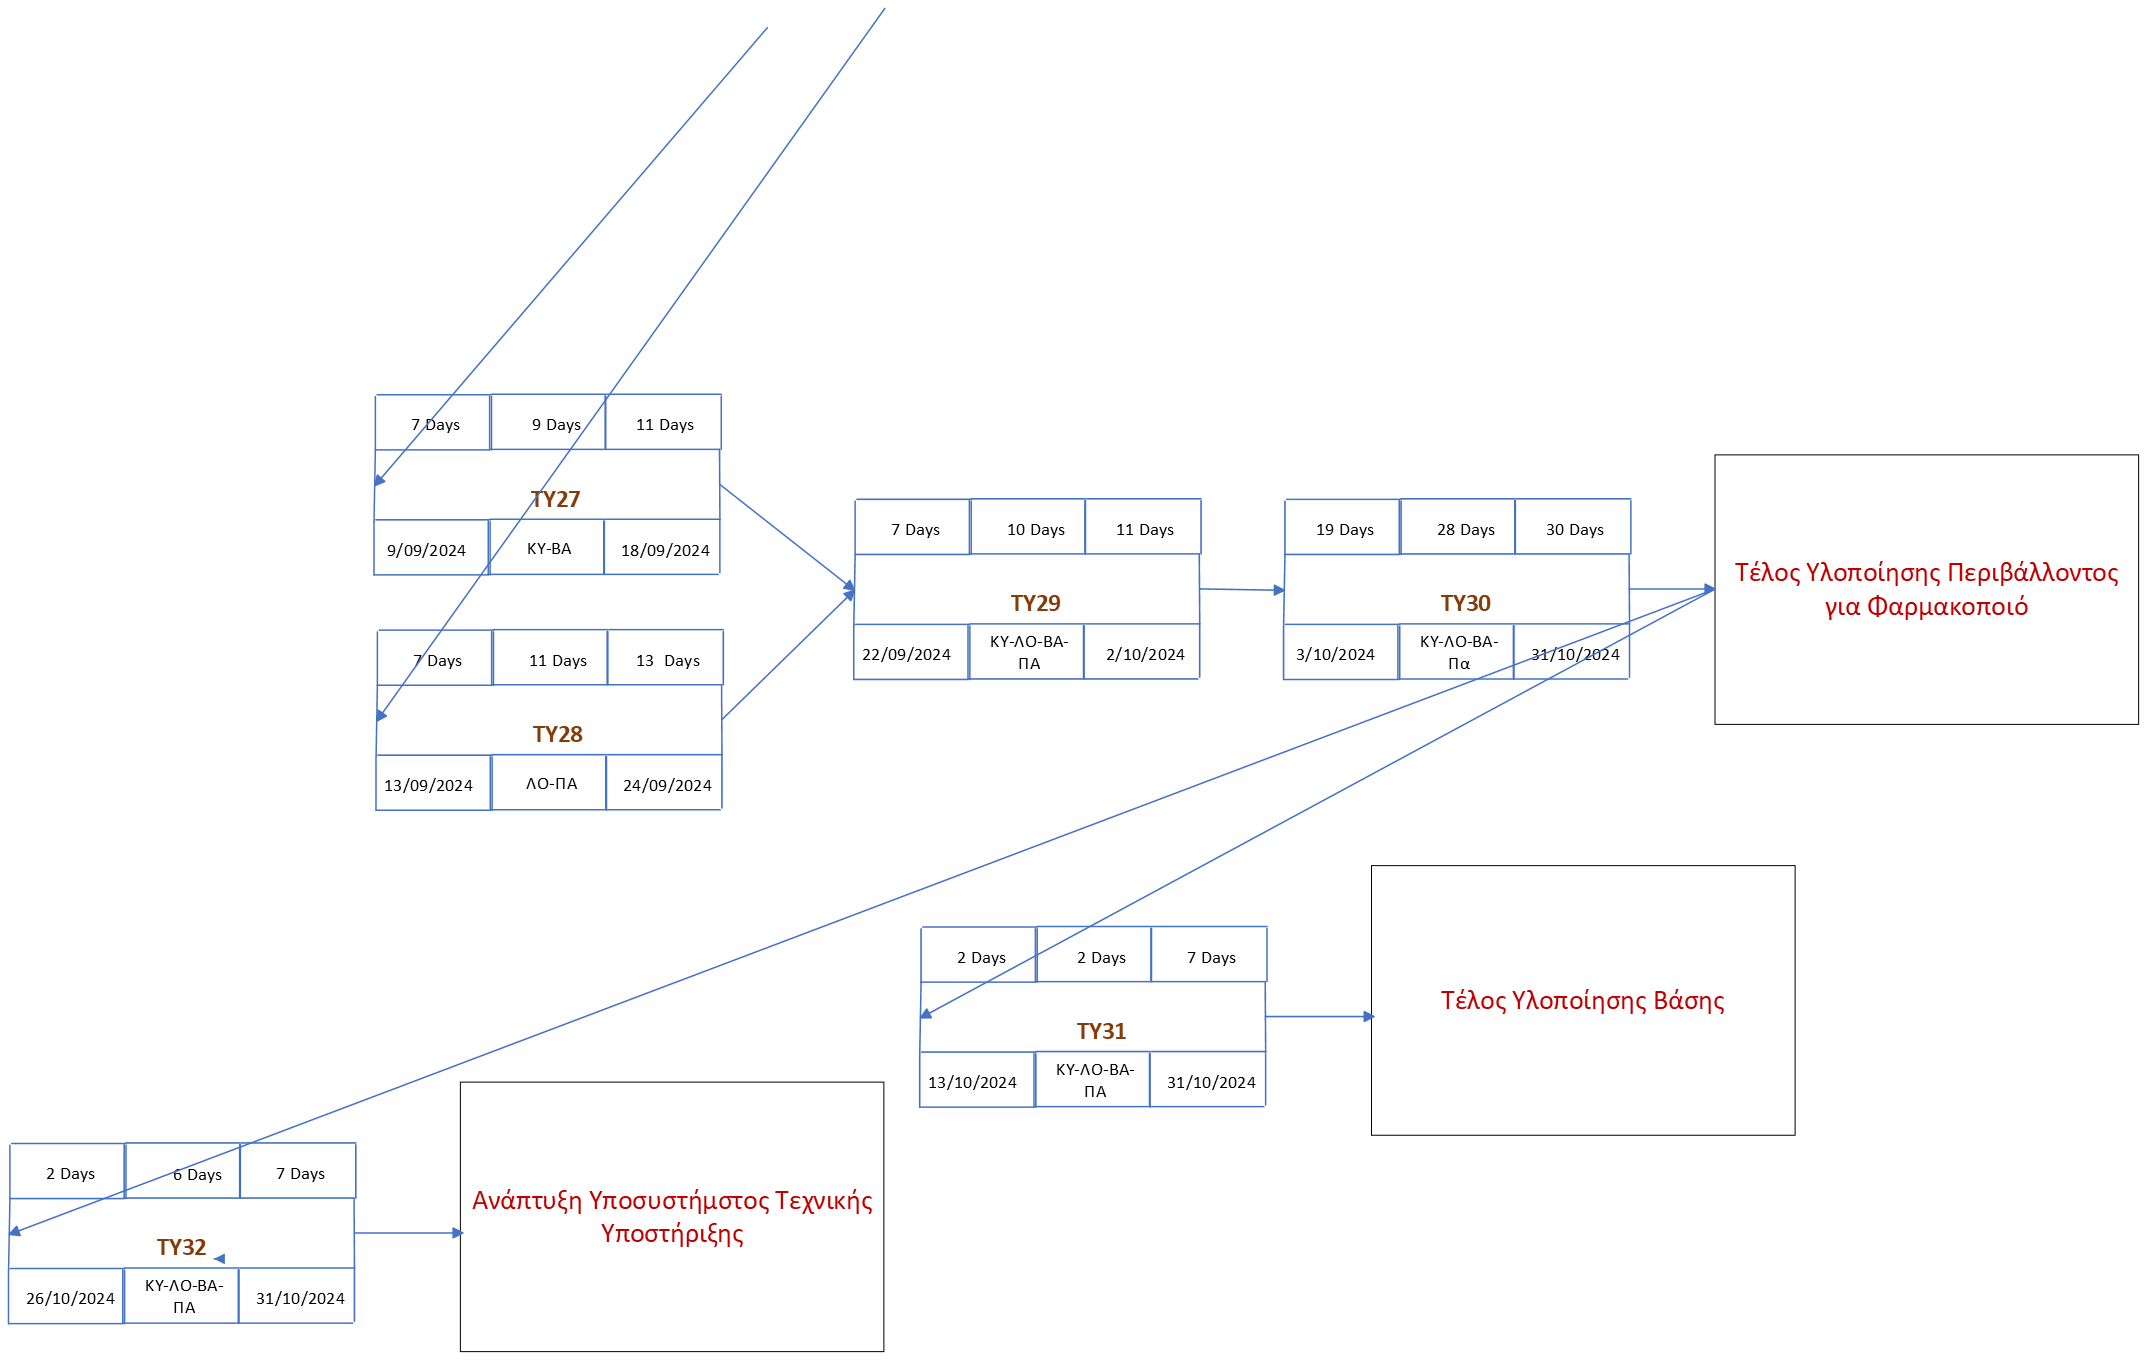 7 Days
9 Days
11 Days
ΤΥ27
9/09/2024
ΚΥ-ΒΑ
18/09/2024
7 Days
11 Days
13 Days
ΤΥ28
13/09/2024
ΛΟ-ΠΑ
24/09/2024
7 Days
10 Days
11 Days
ΤΥ29
22/09/2024
ΚΥ-ΛΟ-ΒΑ-
ΠΑ
2/10/2024
19 Days
28 Days
30 Days
ΤΥ30
3/10/2024
ΚΥ-ΛΟ-ΒΑ-
Πα
31/10/2024
Τέλος Υλοποίησης Περιβάλλοντος
για Φαρμακοποιό
2 Days
2 Days
7 Days
ΤΥ31
13/10/2024
ΚΥ-ΛΟ-ΒΑ-
ΠΑ
31/10/2024
Τέλος Υλοποίησης Βάσης
2 Days
6 Days
7 Days
ΤΥ32
26/10/2024
ΚΥ-ΛΟ-ΒΑ-
ΠΑ
31/10/2024
Ανάπτυξη Υποσυστήμστος Τεχνικής
Υποστήριξης